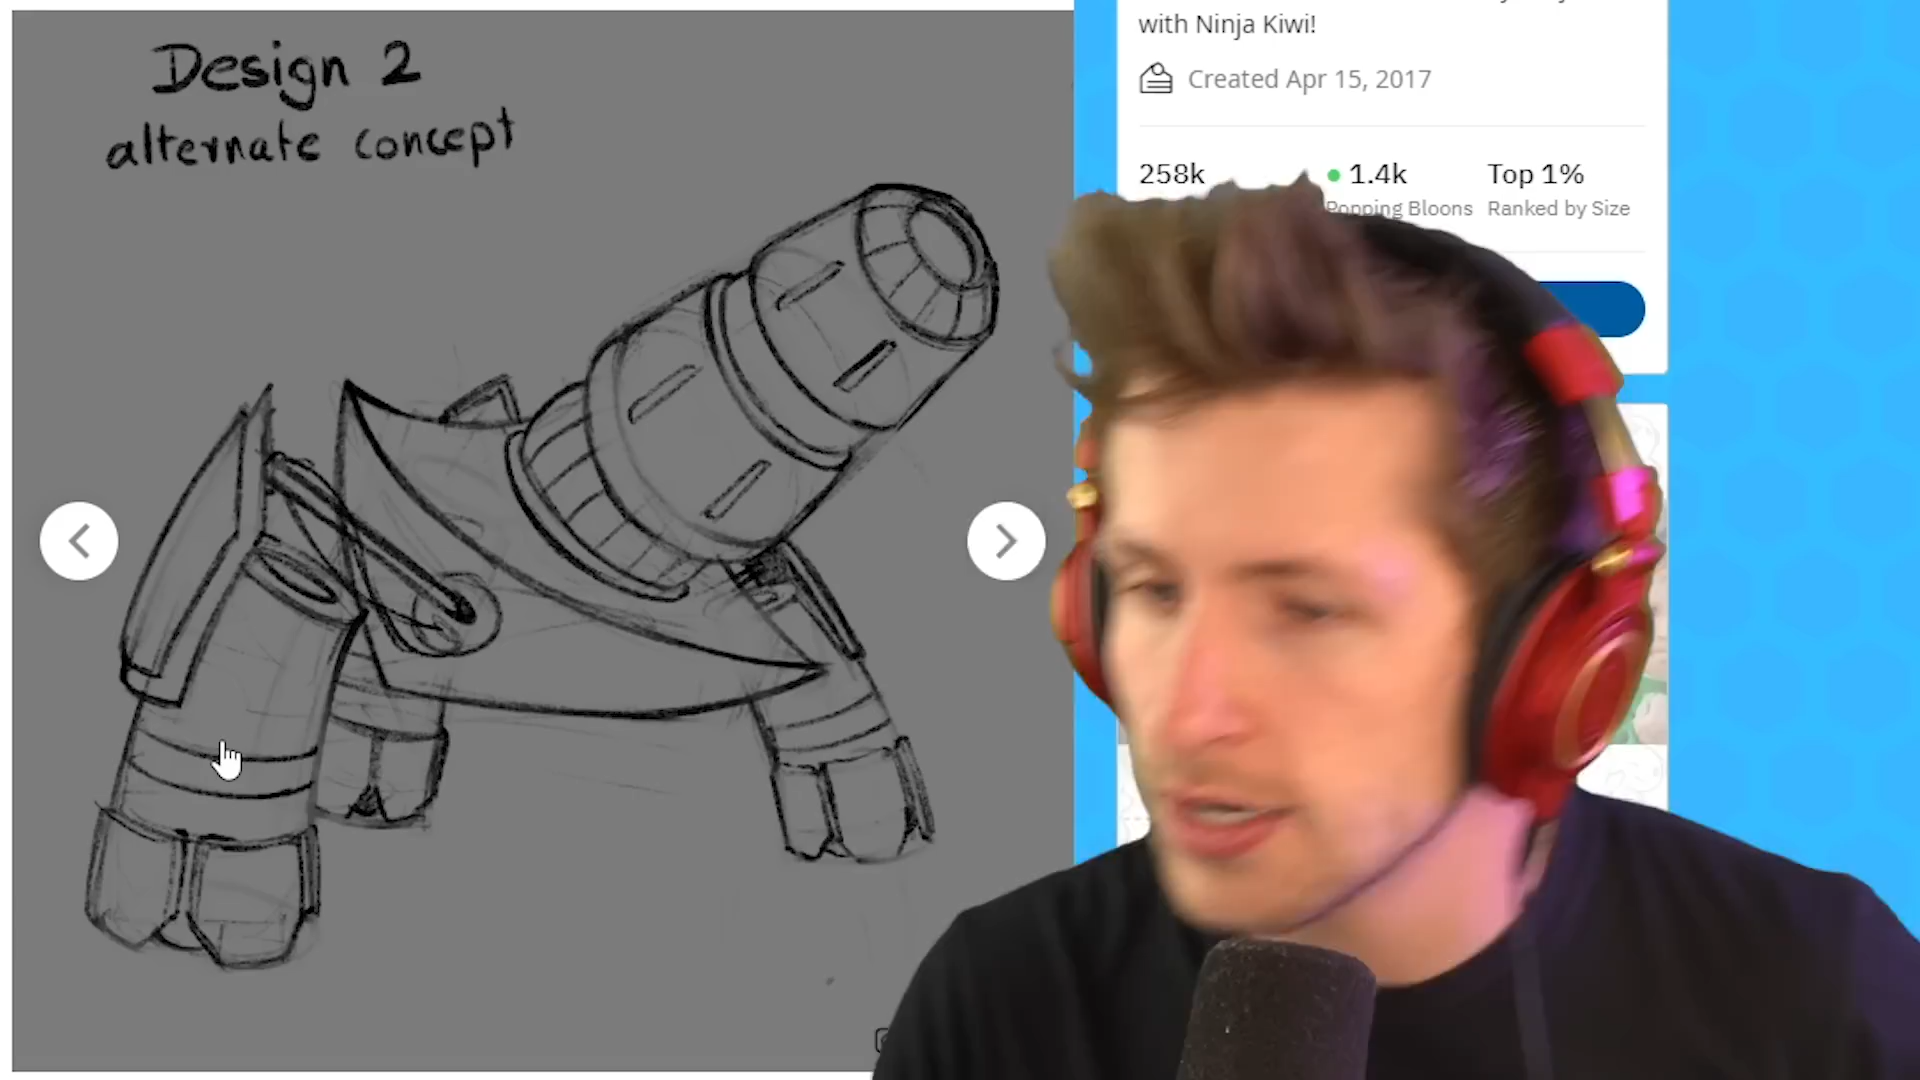 Design 2
alternate concept
with Ninja Kiwi!
Created Apr 15, 2017
258k
1.4k
Top 1%
Popping Bloons
Ranked by Size